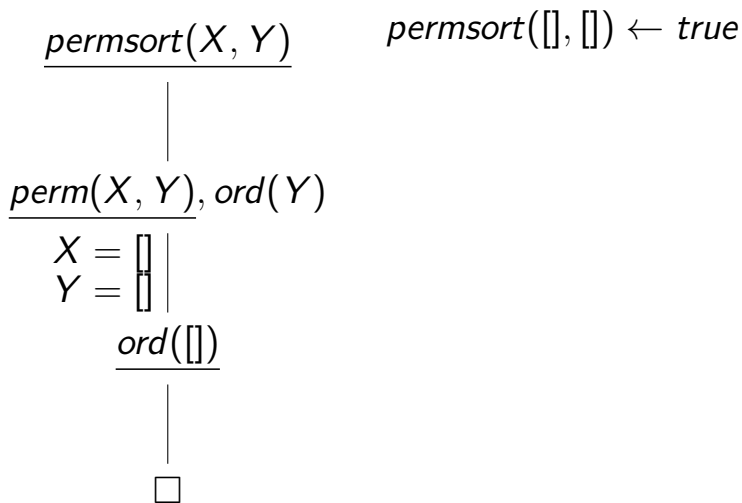 permsort(X, Y)
permsort([], []) ← true
perm(X, Y), ord(Y)
X = []
Y = []
ord([])
□